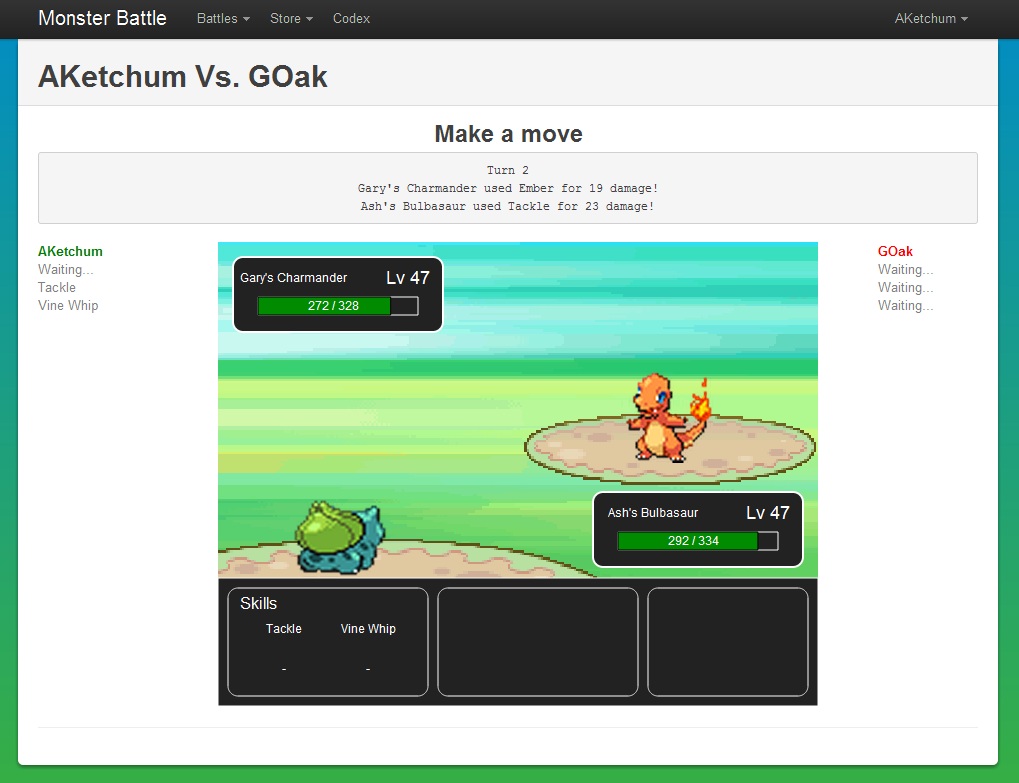 Monster Battle Battles Store Codex AKetchum
AKetchum Vs. GOak
Make a move
Turn 2
Gary's Charmander used Ember for 19 damage!
Ash's Bulbasaur used Tackle for 23 damage!
AKetchum
Waiting...
Tackle
Vine Whip
Gary's Charmander Lv 47
272 / 328
GOak
Waiting...
Waiting...
Waiting...
Ash's Bulbasaur Lv 47
292 / 334
Skills
Tackle Vine Whip
- -